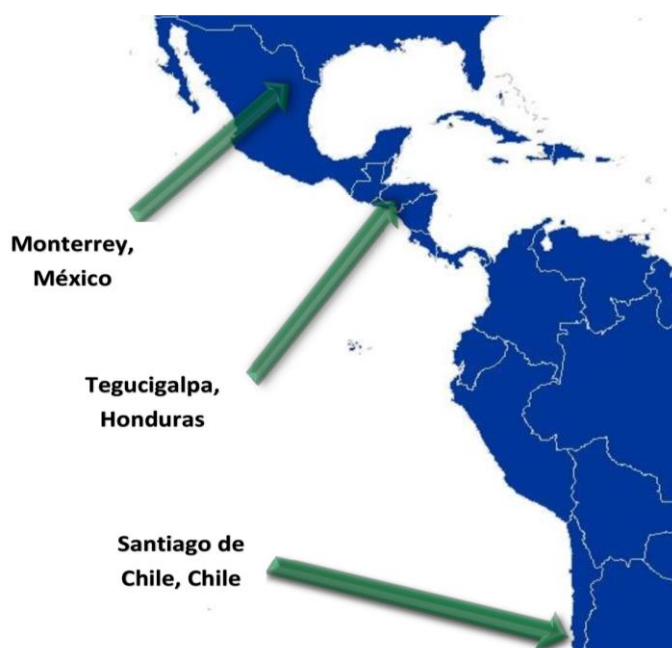 Monterrey,
México
Tegucigalpa,
Honduras
Santiago de
Chile, Chile